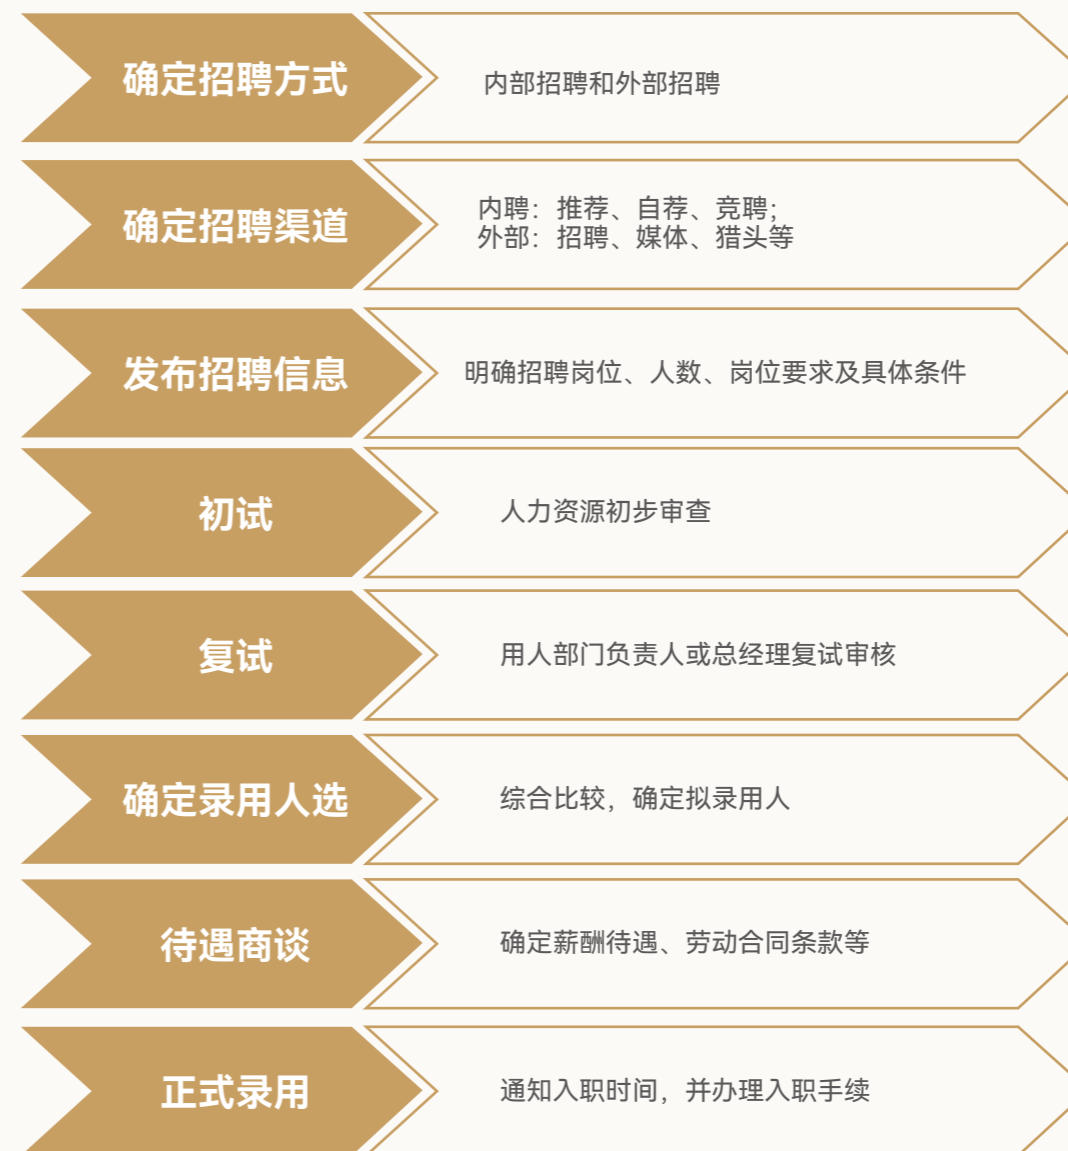 确定招聘方式
内部招聘和外部招聘
确定招聘渠道
内聘：推荐、自荐、竞聘；
外部：招聘、媒体、猎头等
发布招聘信息
明确招聘岗位、人数、岗位要求及具体条件
初试
人力资源初步审查
复试
用人部门负责人或总经理复试审核
确定录用人选
综合比较，确定拟录用人
待遇商谈
确定薪酬待遇、劳动合同条款等
正式录用
通知入职时间，并办理入职手续